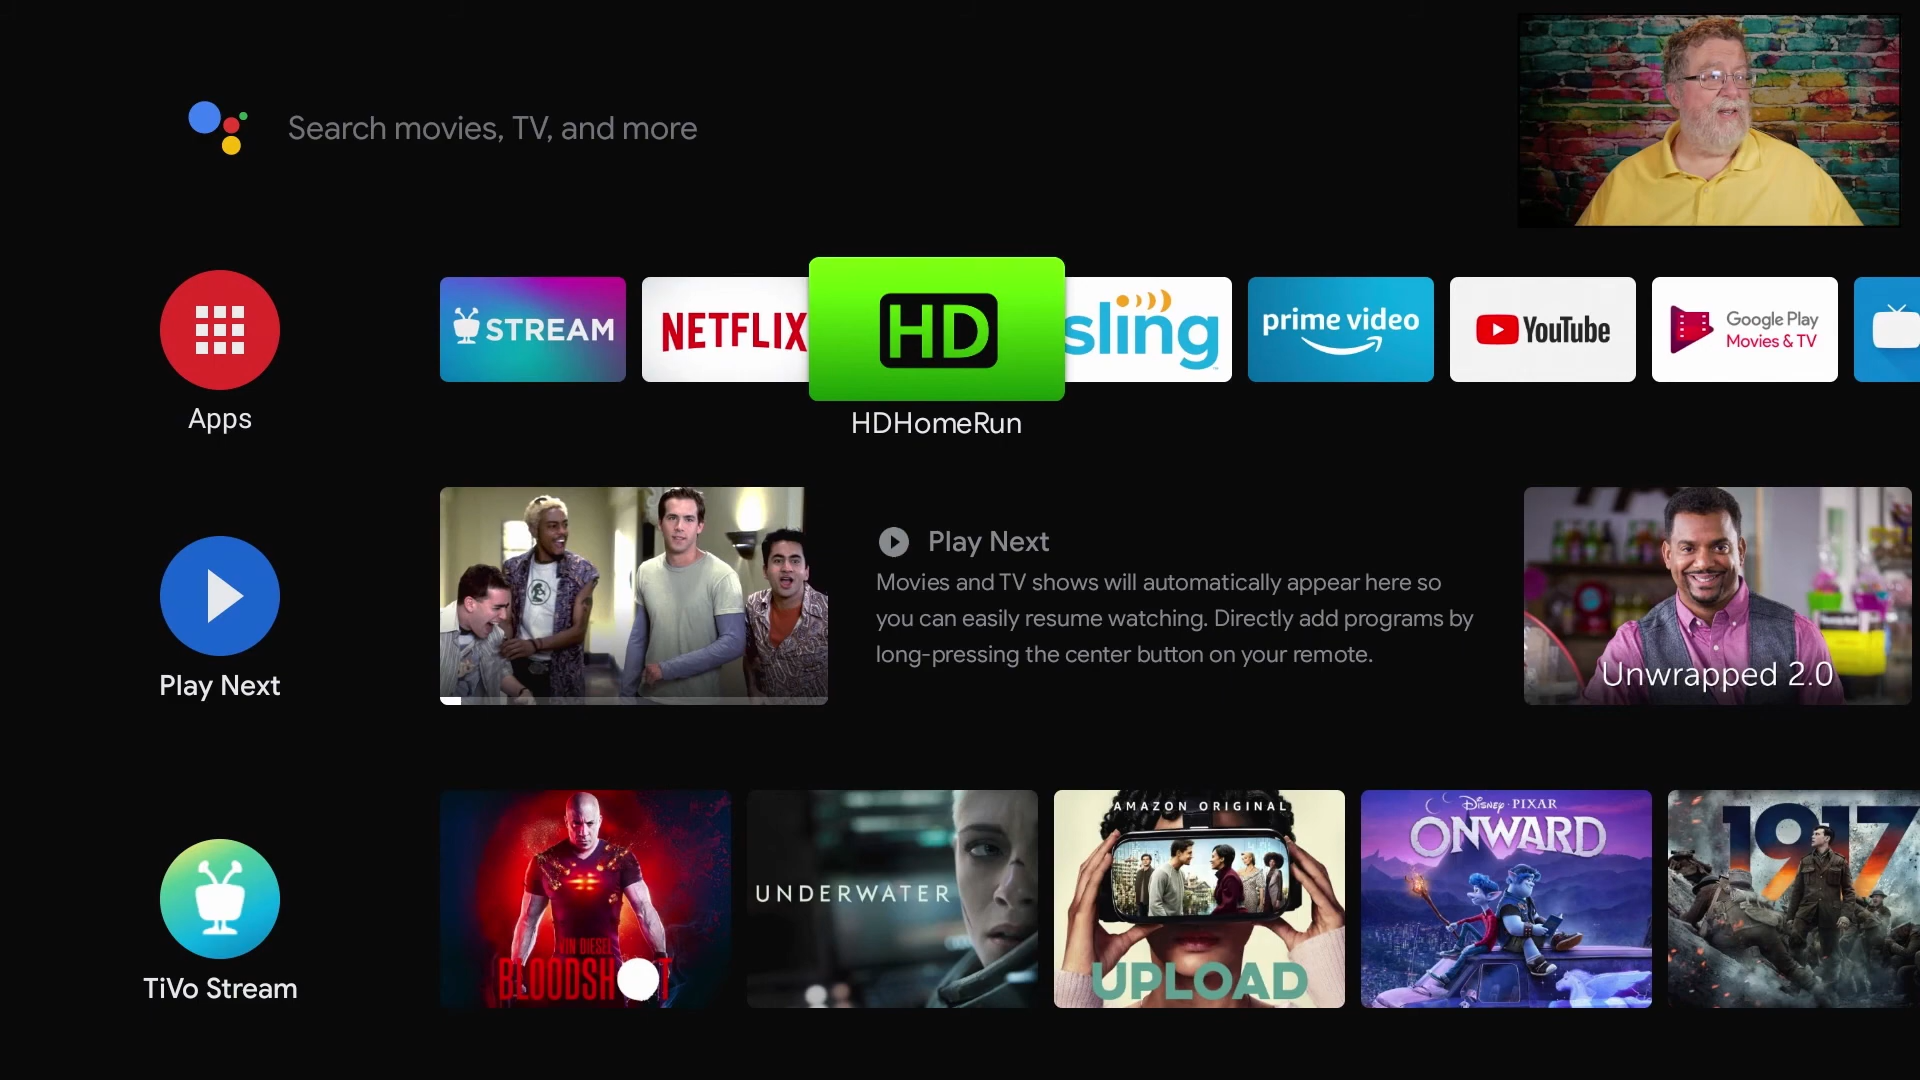 Search movies, TV, and more
STREAM
NETFLIX
HD
sling
prime video
YouTube
Google Play
Movies & TV
Apps
HDHomeRun
Play Next
Movies and TV shows will automatically appear here so
you can easily resume watching. Directly add programs by
long-pressing the center button on your remote.
Unwrapped 2.0
Play Next
VIN DIESEL
BLOODSHOT
UNDERWATER
AMAZON ORIGINAL
UPLOAD
DISNEY · PIXAR
ONWARD
1917
TiVo Stream